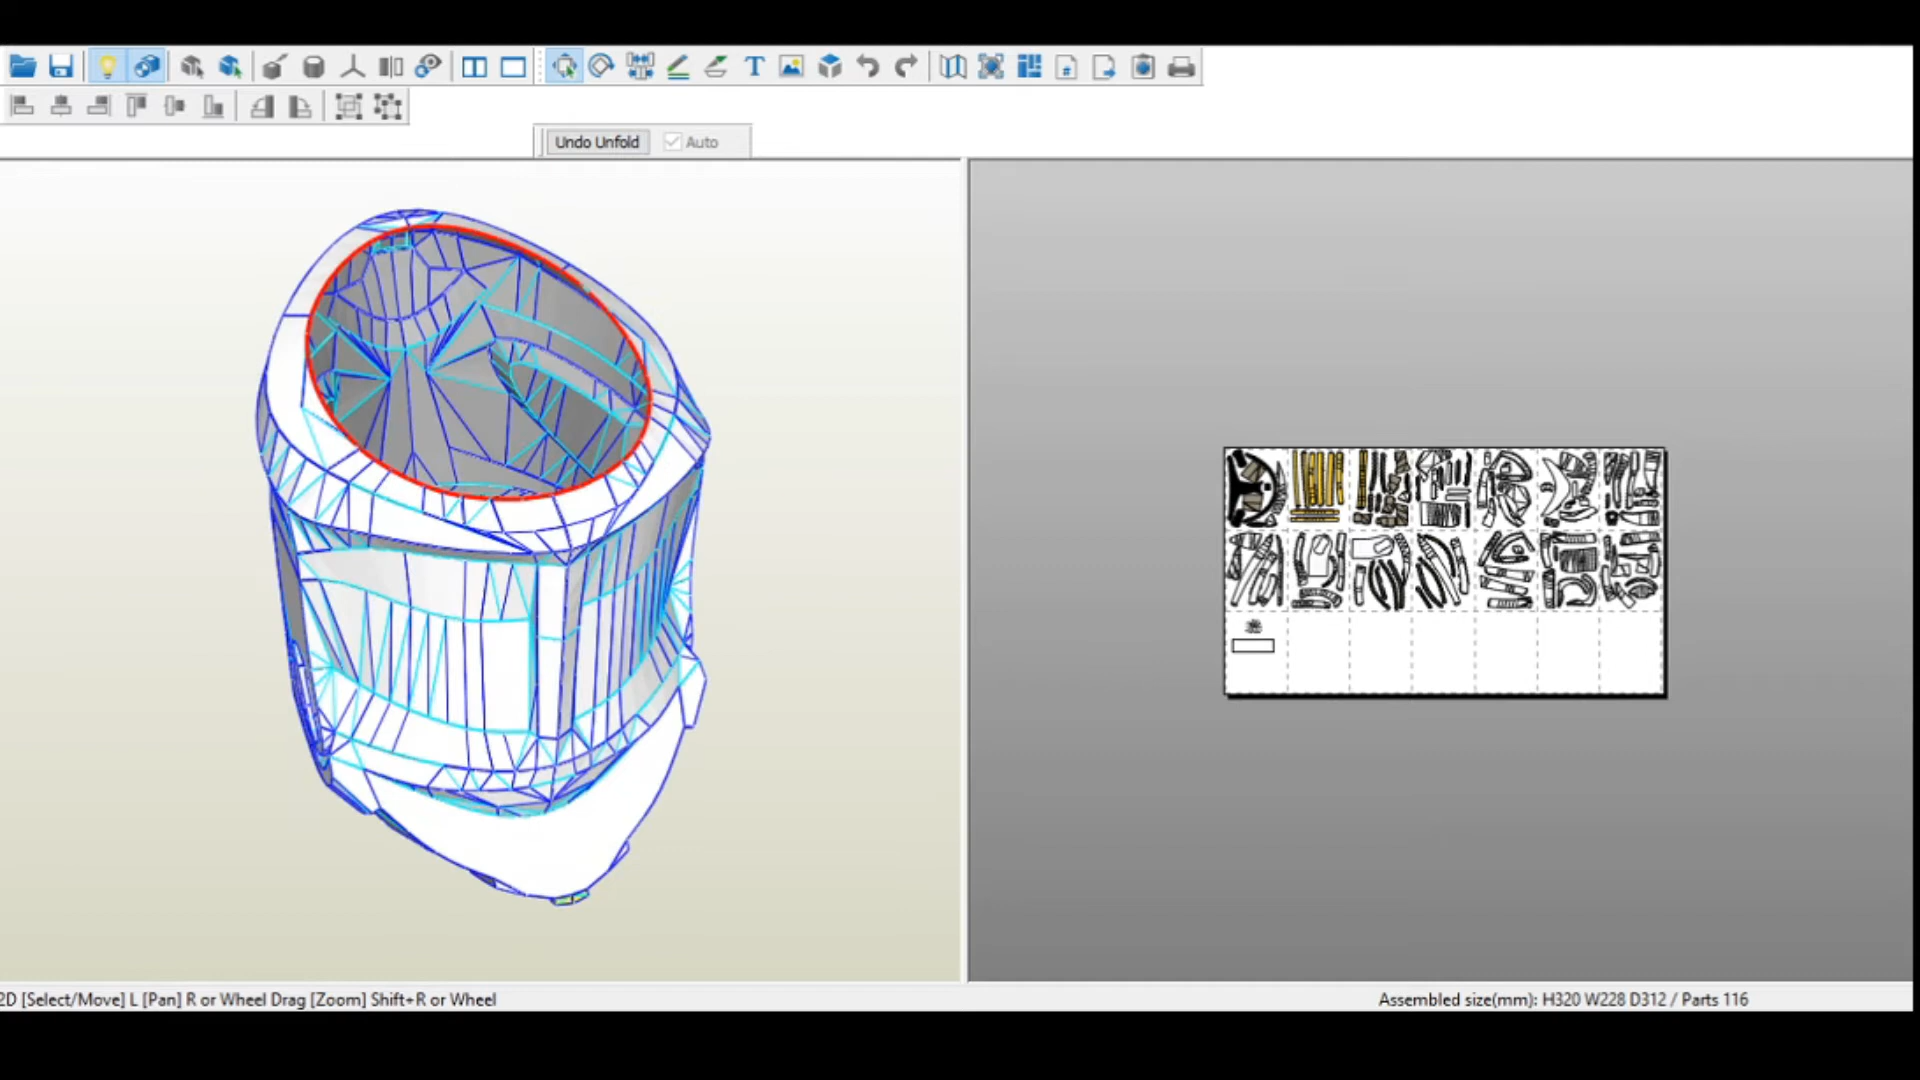 Undo Unfold Auto
2D [Select/Move] L [Pan] R or Wheel Drag [Zoom] Shift+R or Wheel
Assembled size(mm): H320 W228 D312 / Parts 116